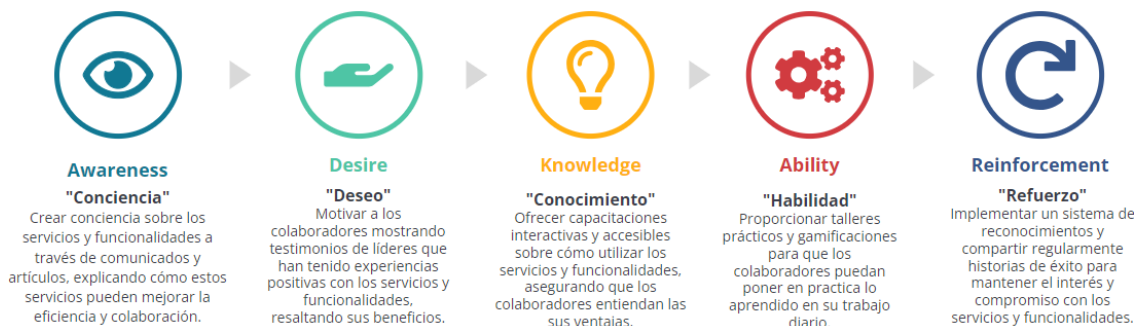 Awareness
"Conciencia"
Crear conciencia sobre los
servicios y funcionalidades a
través de comunicados y
artículos, explicando cómo estos
servicios pueden mejorar la
eficiencia y colaboración.
Desire
"Deseo"
Motivar a los
colaboradores mostrando
testimonios de líderes que
han tenido experiencias
positivas con los servicios y
funcionalidades,
resaltando sus beneficios.
Knowledge
"Conocimiento"
Ofrecer capacitaciones
interactivas y accesibles
sobre cómo utilizar los
servicios y funcionalidades,
asegurando que los
colaboradores entiendan las
sus ventajas.
Ability
"Habilidad"
Proporcionar talleres
prácticos y gamificaciones
para que los
colaboradores puedan
poner en practica lo
aprendido en su trabajo
diario.
Reinforcement
"Refuerzo"
Implementar un sistema de
reconocimientos y
compartir regularmente
historias de éxito para
mantener el interés y
compromiso con los
servicios y funcionalidades.